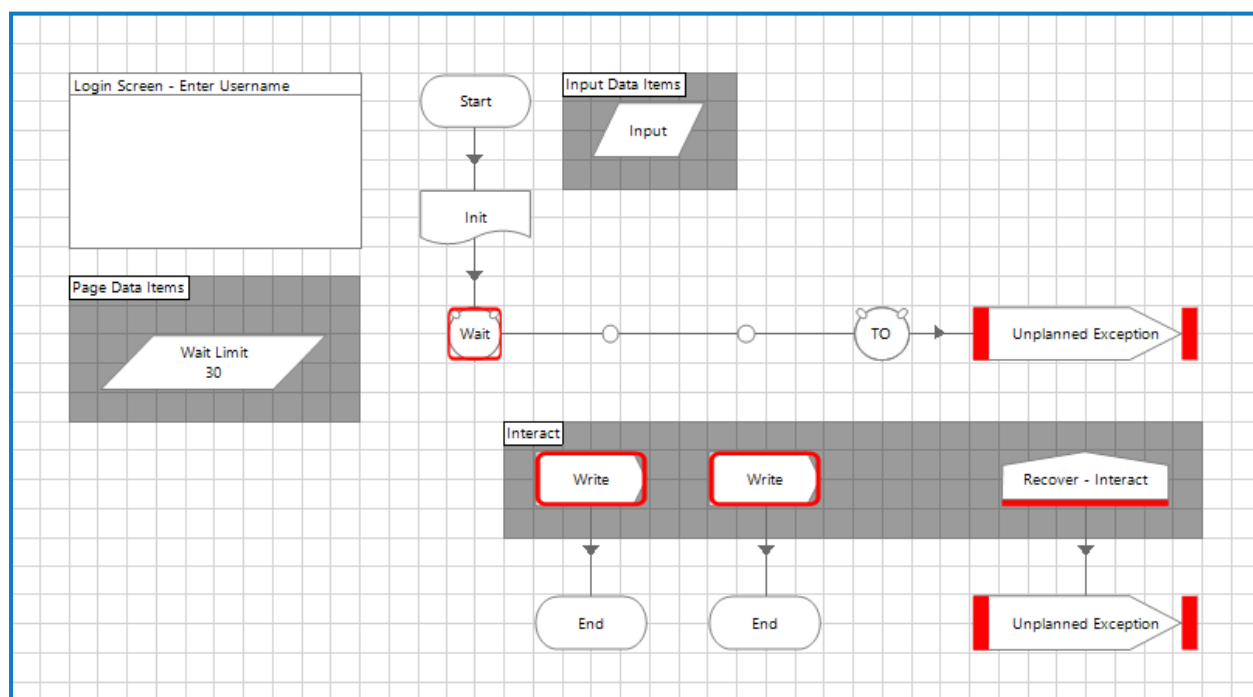 Login Screen - Enter Username
Start
Input Data Items
Input
Init
Page Data Items
Wait Limit
30
Wait
TO
Unplanned Exception
Interact
Write
Write
Recover - Interact
End
End
Unplanned Exception